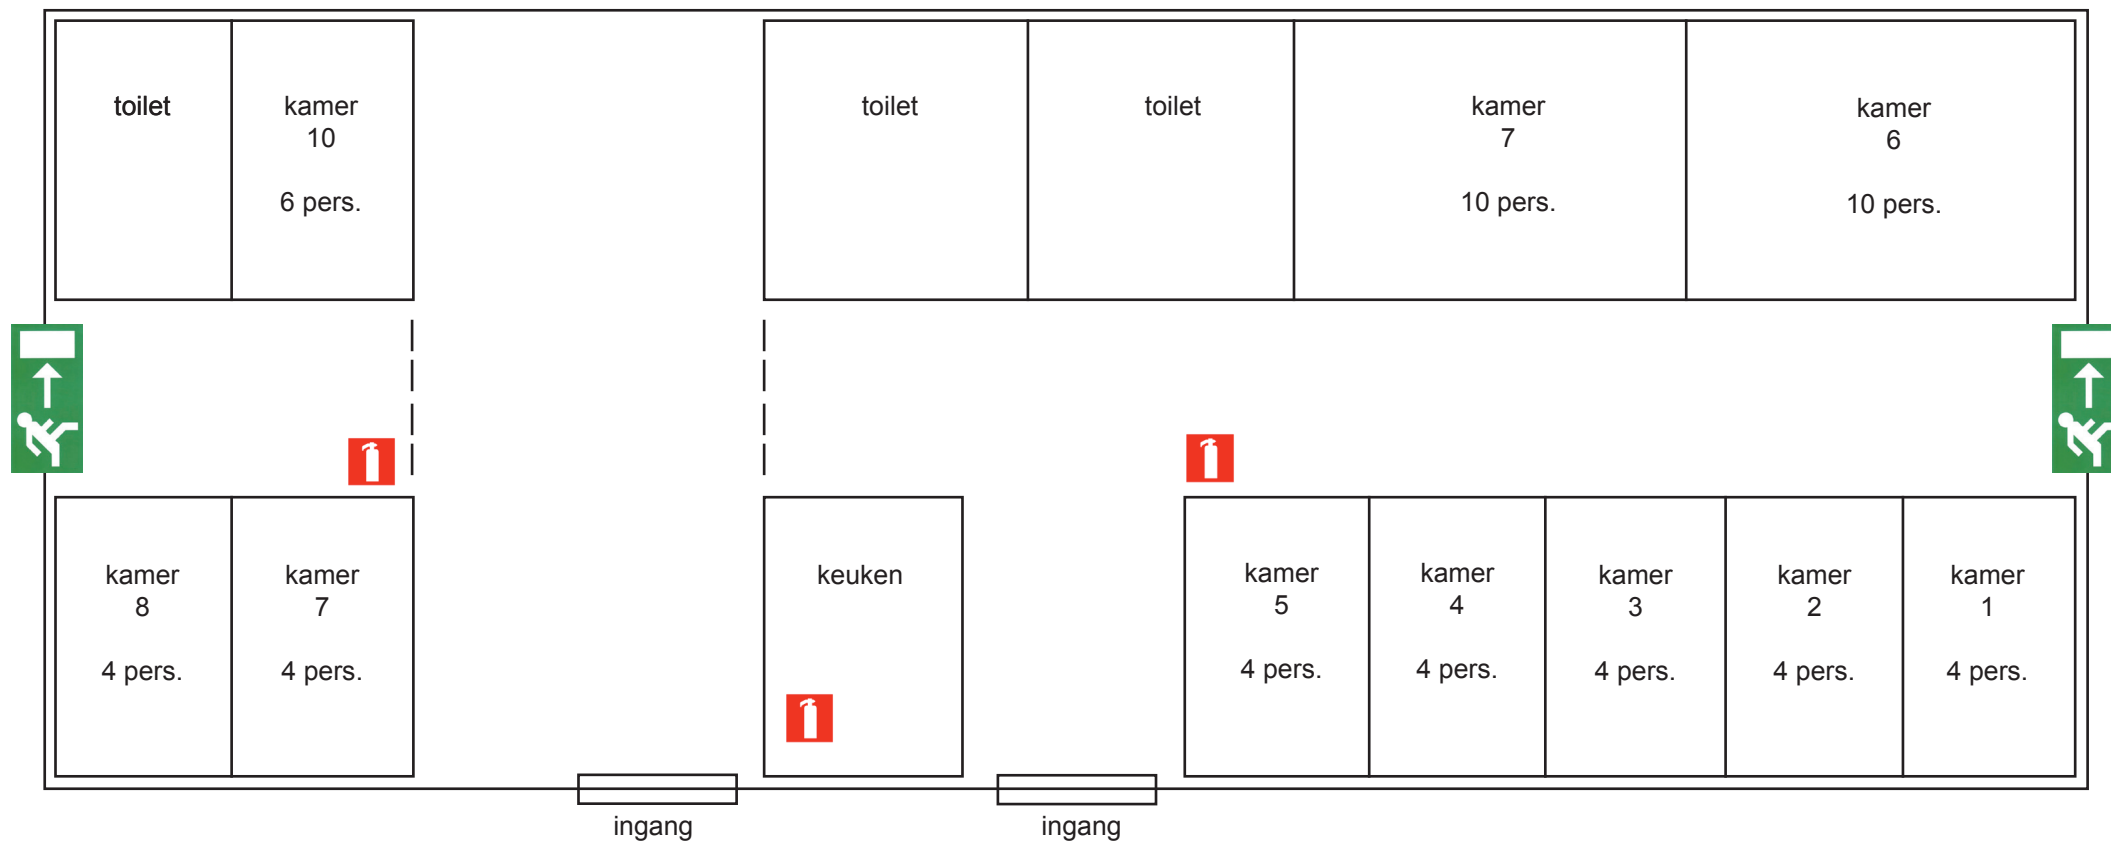 toilet
kamer
10
6 pers.
toilet
toilet
kamer
7
10 pers.
kamer
6
10 pers.
kamer
8
4 pers.
kamer
7
4 pers.
keuken
kamer
5
4 pers.
kamer
4
4 pers.
kamer
3
4 pers.
kamer
2
4 pers.
kamer
1
4 pers.
ingang
ingang